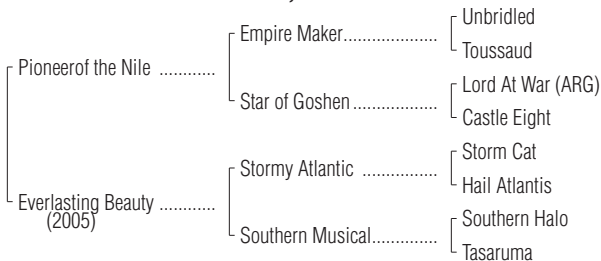 Unbridled
Empire Maker..................
Toussaud
Pioneerof the Nile ............
Lord At War (ARG)
Star of Goshen..................
Castle Eight
Storm Cat
Stormy Atlantic ................
Hail Atlantis
Everlasting Beauty ............
(2005)
Southern Halo
Southern Musical..............
Tasaruma